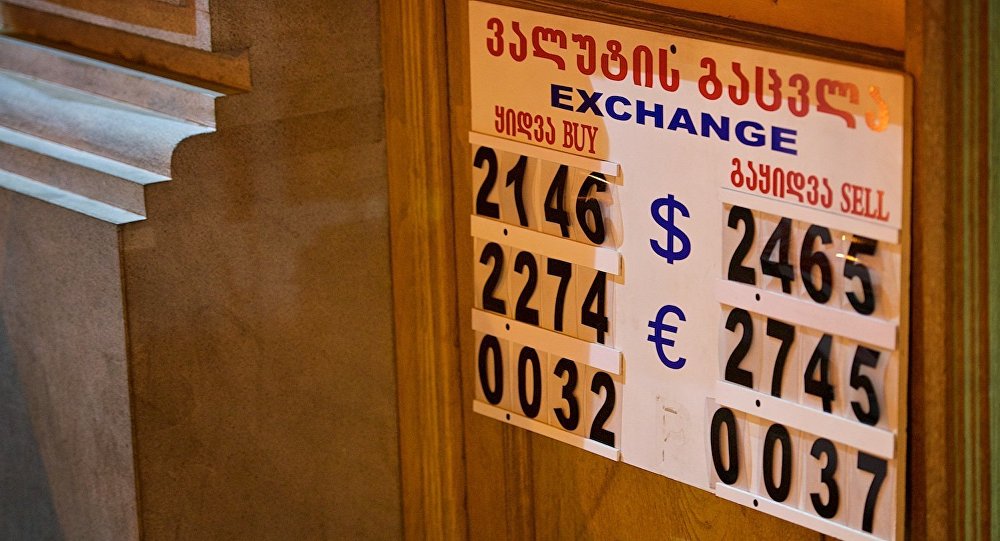 ვალუტის გაცვლა
EXCHANGE
ყიდვა BUY
გაყიდვა SELL
2146 $ 2465
2274 € 2745
0032 0037